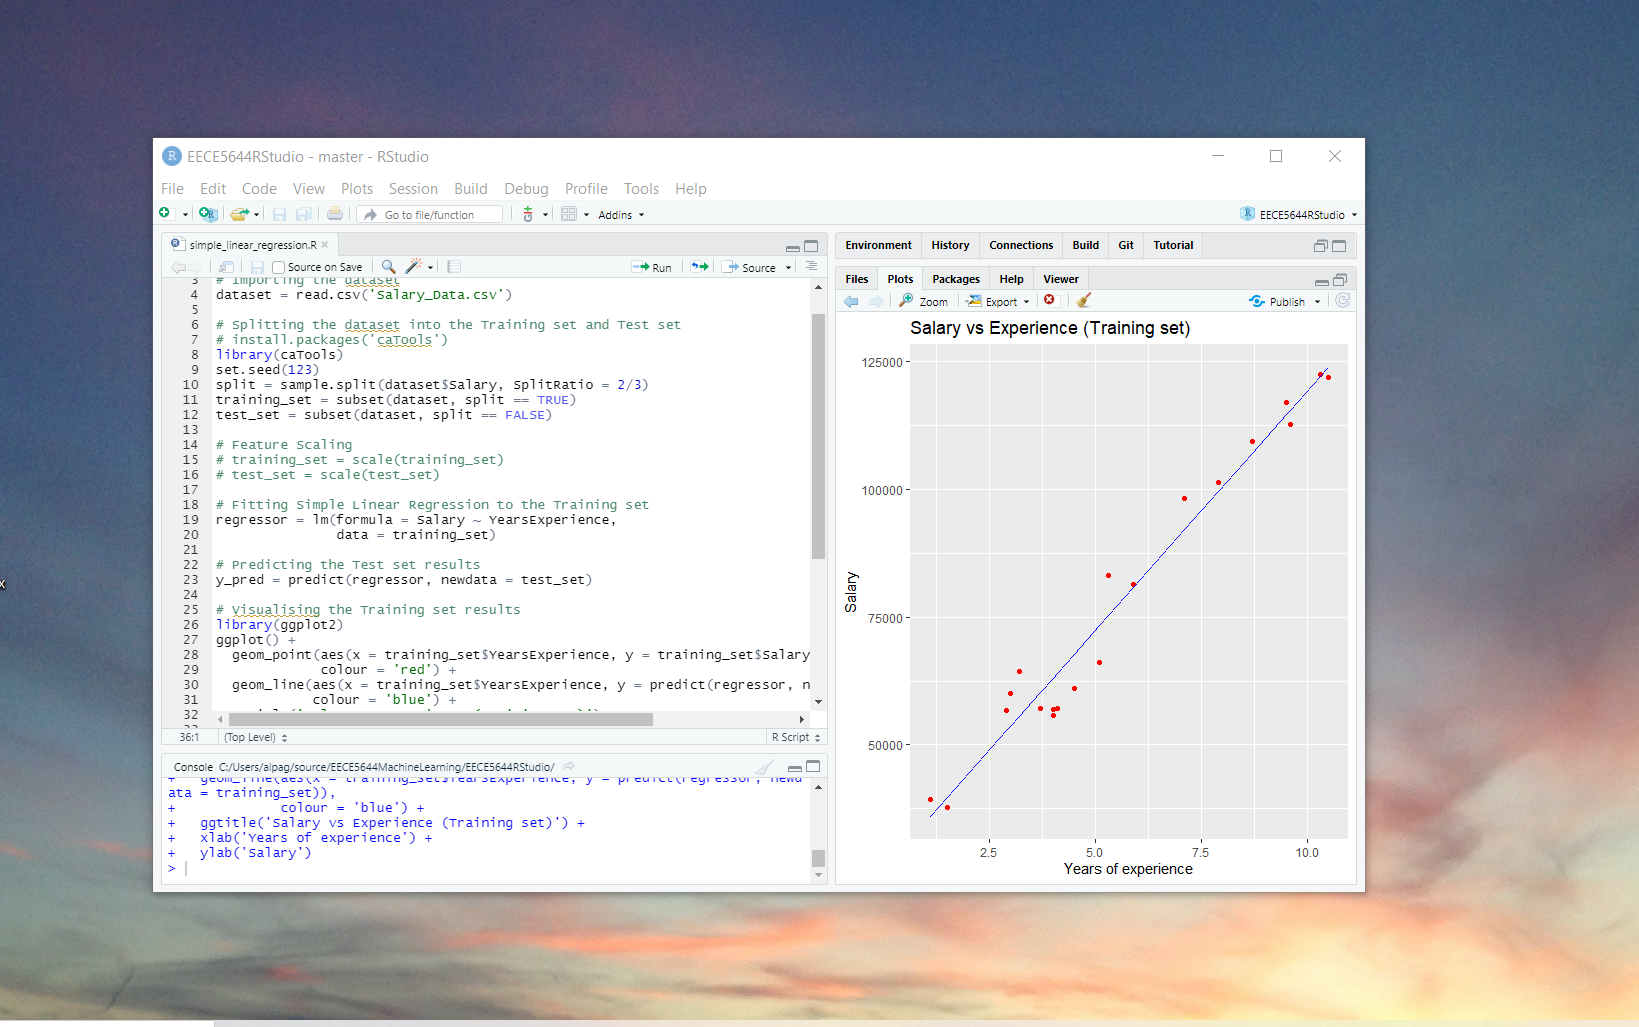 EECE5644RStudio - master - RStudio
File Edit Code View Plots Session Build Debug Profile Tools Help
Go to file/function
Addins
EECE5644RStudio
simple_linear_regression.R
Source on Save
Run
Source
3 # Importing the dataset
4 dataset = read.csv('Salary_Data.csv')
5
6 # Splitting the dataset into the Training set and Test set
7 # install.packages('caTools')
8 library(caTools)
9 set.seed(123)
10 split = sample.split(dataset$Salary, SplitRatio = 2/3)
11 training_set = subset(dataset, split == TRUE)
12 test_set = subset(dataset, split == FALSE)
13
14 # Feature Scaling
15 # training_set = scale(training_set)
16 # test_set = scale(test_set)
17
18 # Fitting Simple Linear Regression to the Training set
19 regressor = lm(formula = Salary ~ YearsExperience,
20 data = training_set)
21
22 # Predicting the Test set results
23 y_pred = predict(regressor, newdata = test_set)
24
25 # Visualising the Training set results
26 library(ggplot2)
27 ggplot() +
28 geom_point(aes(x = training_set$YearsExperience, y = training_set$Salary
29 colour = 'red') +
30 geom_line(aes(x = training_set$YearsExperience, y = predict(regressor, n
31 colour = 'blue') +
32
36:1 (Top Level) R Script
Console C:/Users/alpag/source/EECE5644MachineLearning/EECE5644RStudio/
+ geom_line(aes(x = training_set$YearsExperience, y = predict(regressor, newd
ata = training_set)),
+ colour = 'blue') +
+ ggtitle('Salary vs Experience (Training set)') +
+ xlab('Years of experience') +
+ ylab('Salary')
>
Environment History Connections Build Git Tutorial
Files Plots Packages Help Viewer
Zoom Export Publish
Salary vs Experience (Training set)
125000
100000
75000
50000
Salary
2.5 5.0 7.5 10.0
Years of experience
x